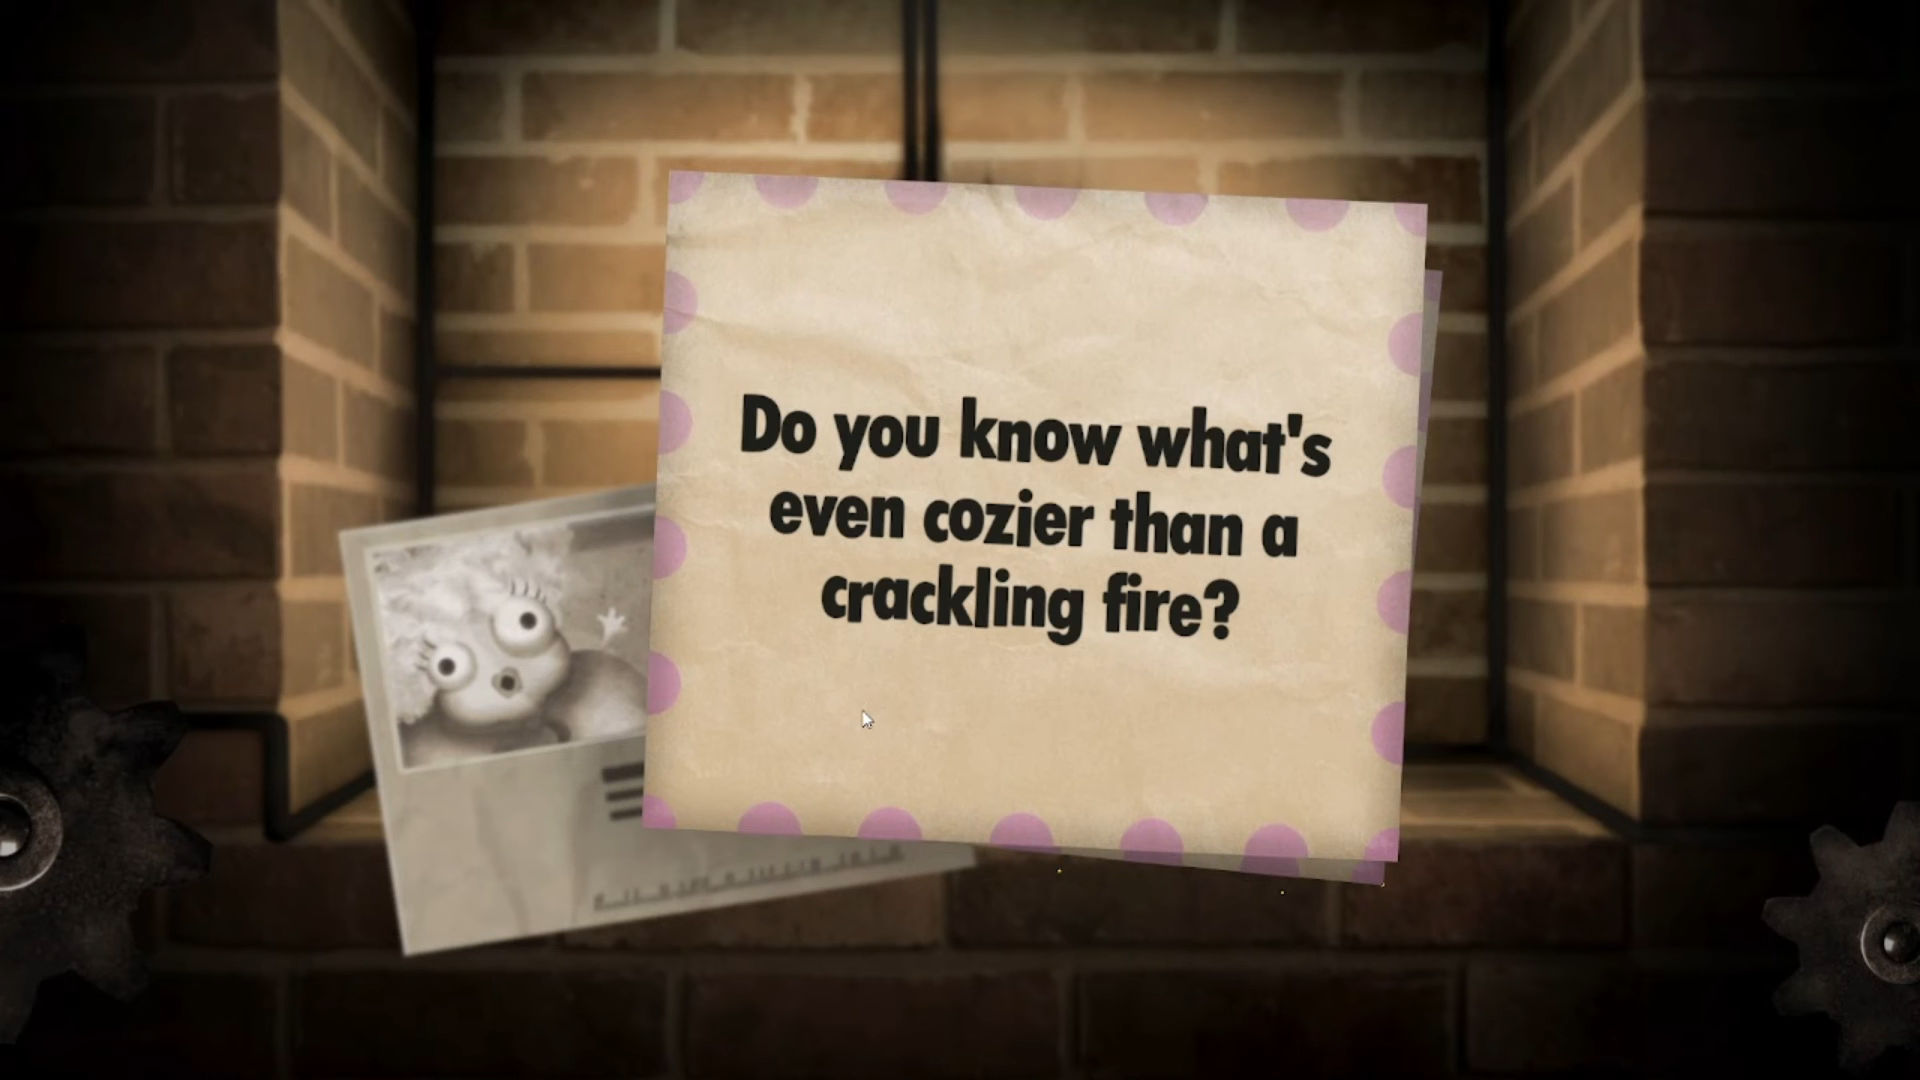 Do you know what's
even cozier than a
crackling fire?